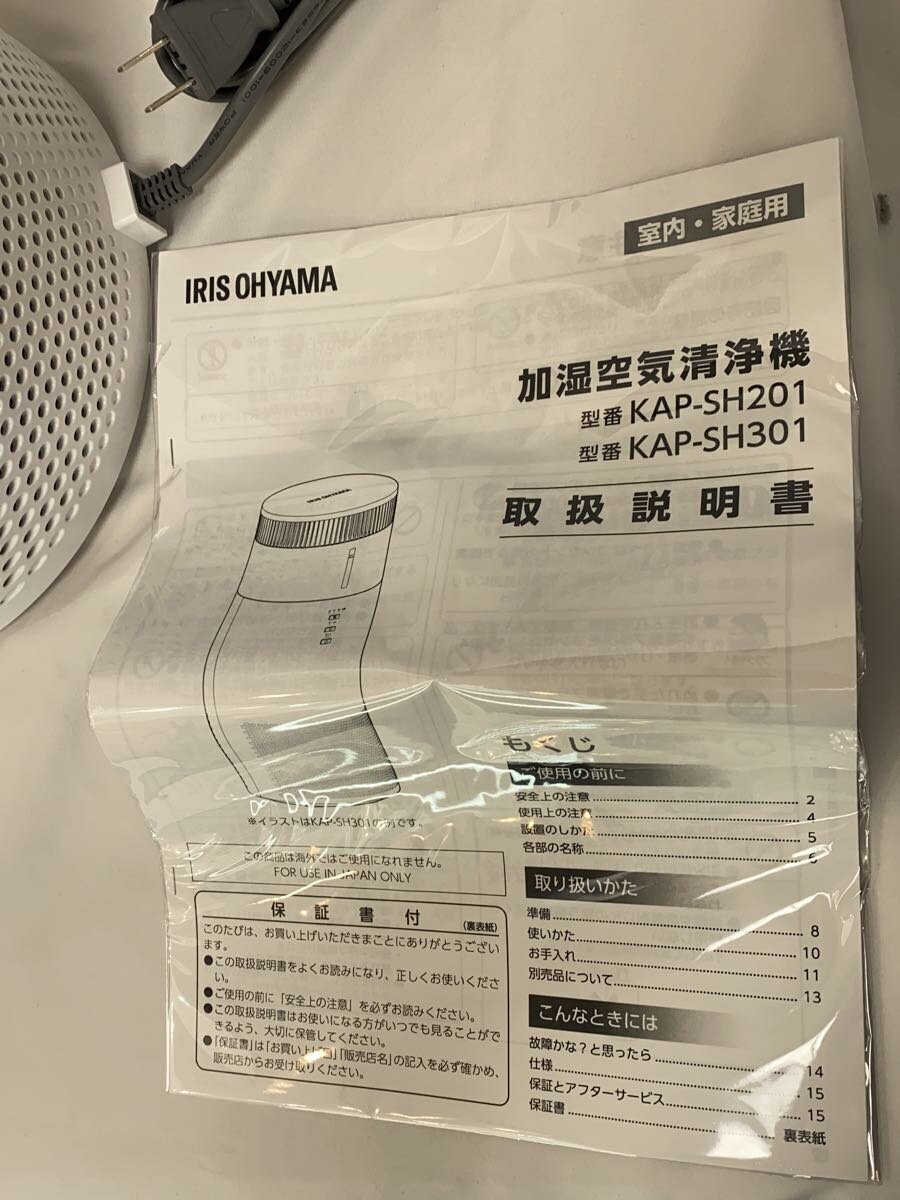 室内・家庭用
IRIS OHYAMA
加湿空気清浄機
型番 KAP-SH201
型番 KAP-SH301
取扱説明書
IRIS OHYAMA
※イラストはKAP-SH301の例です。
この商品は海外ではご使用になれません。
FOR USE IN JAPAN ONLY
保証書付
(裏表紙)
このたびは、お買い上げいただきまことにありがとうござい
ます。
●この取扱説明書をよくお読みになり、正しくお使いくださ
い。
●ご使用の前に「安全上の注意」を必ずお読みください。
●この取扱説明書はお使いになる方がいつでも見ることがで
きるよう、大切に保管してください。
●「保証書」は「お買い上げ日」「販売店名」の記入を必ず確かめ、
販売店からお受け取りください。
もくじ
ご使用の前に
安全上の注意 2
使用上の注意 4
設置のしかた 5
各部の名称 6
取り扱いかた
準備 8
使いかた 10
お手入れ 11
別売品について 13
こんなときには
故障かな?と思ったら 14
仕様 15
保証とアフターサービス 15
保証書 裏表紙